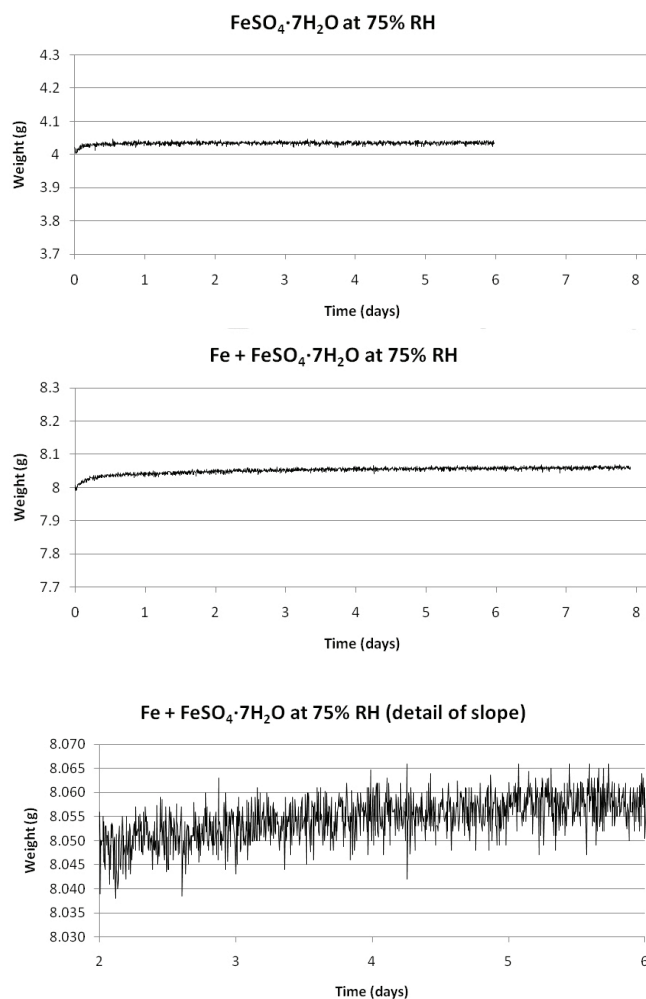 FeSO₄·7H₂O at 75% RH
4.3
4.2
4.1
4
3.9
3.8
3.7
Weight (g)
0 1 2 3 4 5 6 7 8
Time (days)
Fe + FeSO₄·7H₂O at 75% RH
8.3
8.2
8.1
8
7.9
7.8
7.7
Weight (g)
0 1 2 3 4 5 6 7 8
Time (days)
Fe + FeSO₄·7H₂O at 75% RH (detail of slope)
8.070
8.065
8.060
8.055
8.050
8.045
8.040
8.035
8.030
Weight (g)
2 3 4 5 6
Time (days)